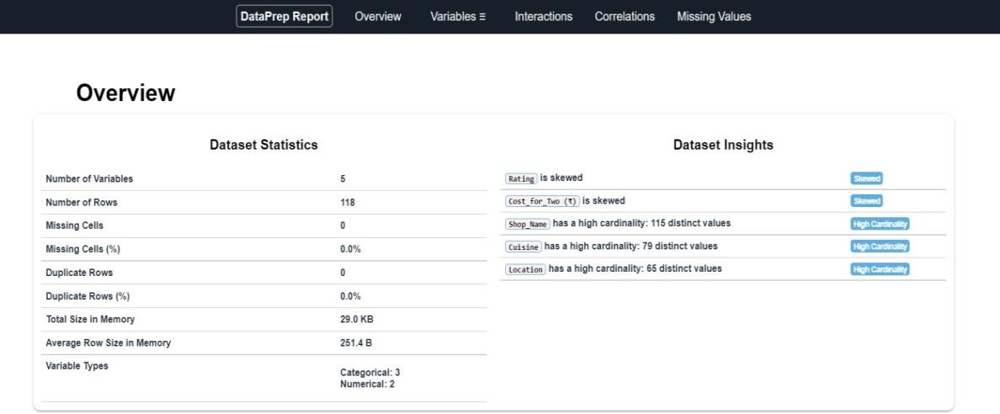 DataPrep Report Overview Variables ≡ Interactions Correlations Missing Values
Overview
Dataset Statistics
Number of Variables 5
Number of Rows 118
Missing Cells 0
Missing Cells (%) 0.0%
Duplicate Rows 0
Duplicate Rows (%) 0.0%
Total Size in Memory 29.0 KB
Average Row Size in Memory 251.4 B
Variable Types
Categorical: 3
Numerical: 2
Dataset Insights
Rating is skewed Skewed
Cost_for_Two (₹) is skewed Skewed
Shop_Name has a high cardinality: 115 distinct values High Cardinality
Cuisine has a high cardinality: 79 distinct values High Cardinality
Location has a high cardinality: 65 distinct values High Cardinality